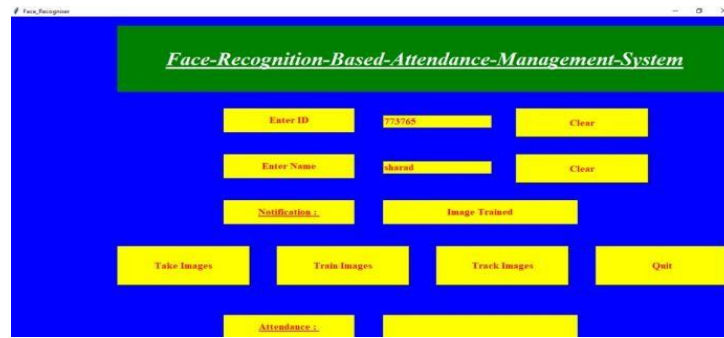 Face_Recogniser
Face-Recognition-Based-Attendance-Management-System
Enter ID 773765 Clear
Enter Name sharad Clear
Notification : Image Trained
Take Images Train Images Track Images Quit
Attendance :